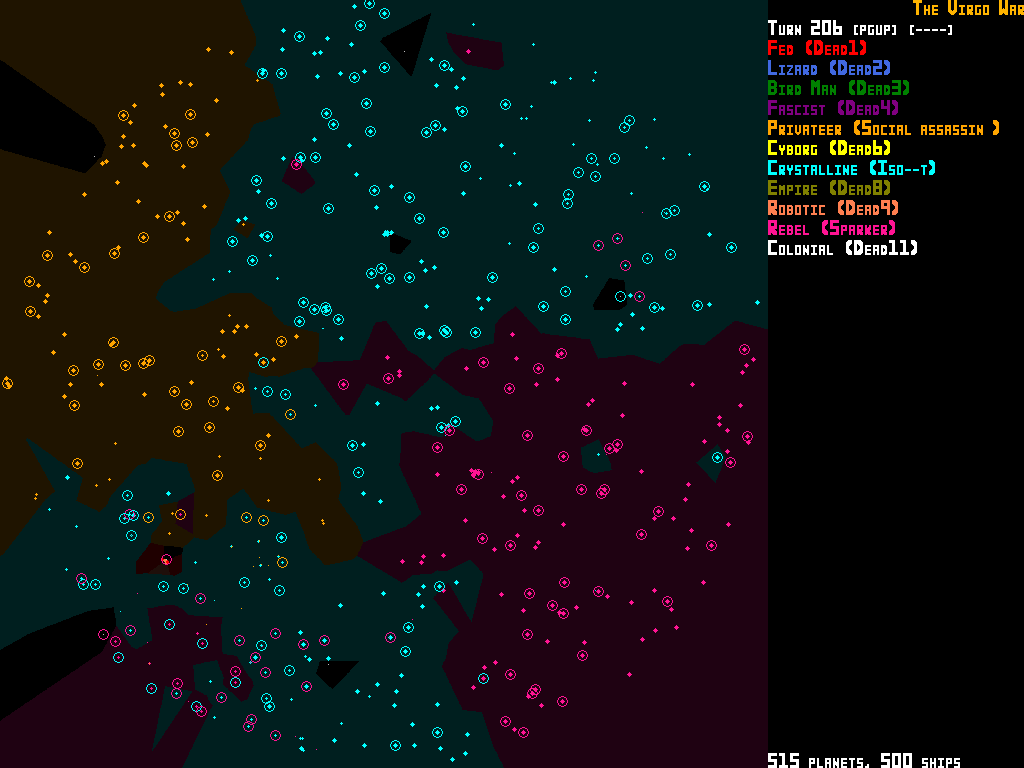 The Virgo War
Turn 206 [PGUP] [----]
Fed (Dead1)
Lizard (Dead2)
Bird Man (Dead3)
Fascist (Dead4)
Privateer (Social assassin )
Cyborg (Dead6)
Crystalline (Iso--t)
Empire (Dead8)
Robotic (Dead9)
Rebel (Sparker)
Colonial (Dead11)
515 planets, 500 ships